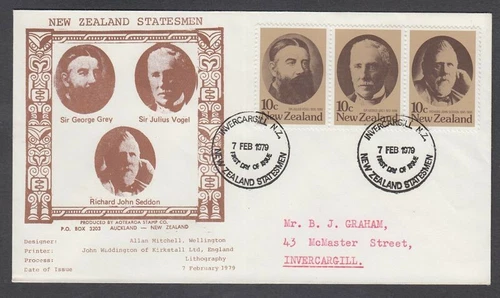 NEW ZEALAND STATESMEN
Sir George Grey
Sir Julius Vogel
Richard John Seddon
PRODUCED BY AOTEAROA STAMP CO.
P.O. BOX 3203 AUCKLAND — NEW ZEALAND
Designer: Allan Mitchell, Wellington
Printer: John Waddington of Kirkstall Ltd, England
Process: Lithography
Date of Issue 7 February 1979
10c
New Zealand
10c
New Zealand
10c
New Zealand
INVERCARGILL N.Z.
7 FEB 1979
FIRST DAY OF ISSUE
NEW ZEALAND STATESMEN
INVERCARGILL N.Z.
7 FEB 1979
FIRST DAY OF ISSUE
NEW ZEALAND STATESMEN
Mr. B. J. GRAHAM,
43 McMaster Street,
INVERCARGILL.